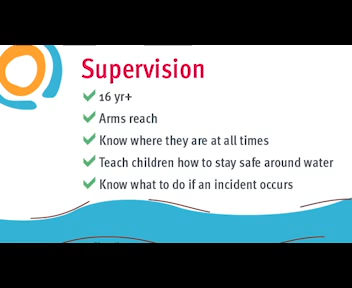 Supervision
16 yr+
Arms reach
Know where they are at all times
Teach children how to stay safe around water
Know what to do if an incident occurs